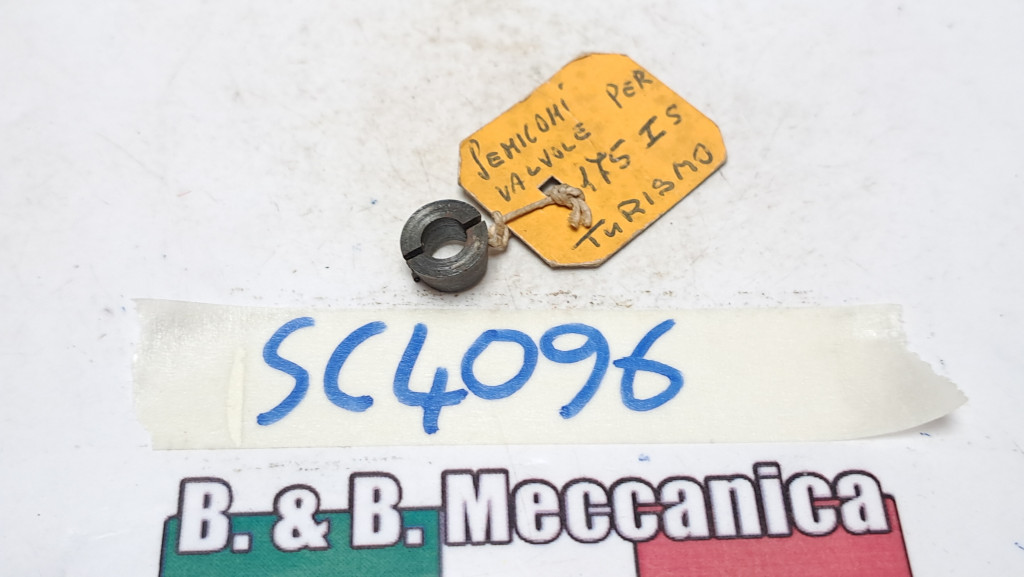 SEMICONI
VALVOLE PER
175 IS
TURISMO
SC4096
B. & B. Meccanica